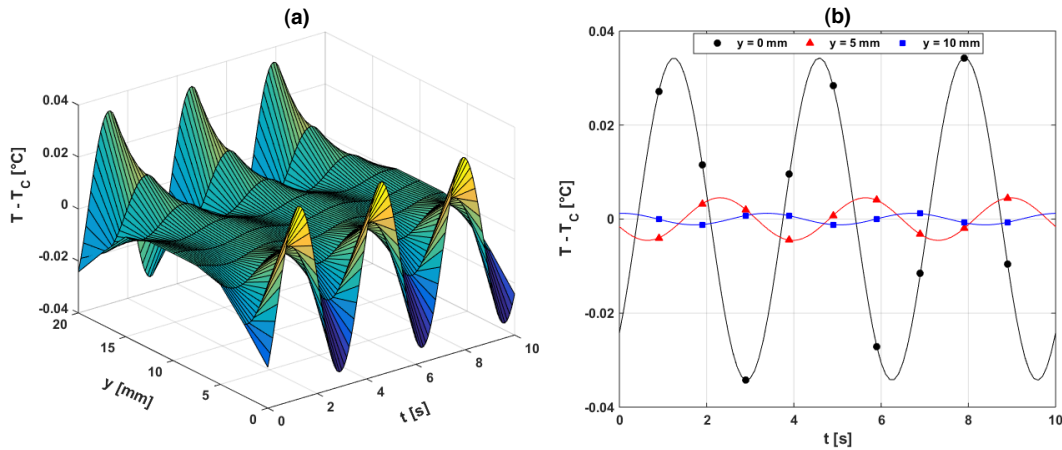 (a)
0.04
0.02
0
-0.02
-0.04
T - T_C [°C]
20
15
10
5
0
y [mm]
0
2
4
6
8
10
t [s]
(b)
y = 0 mm y = 5 mm y = 10 mm
0.04
0.02
0
-0.02
-0.04
T - T_C [°C]
0 2 4 6 8 10
t [s]